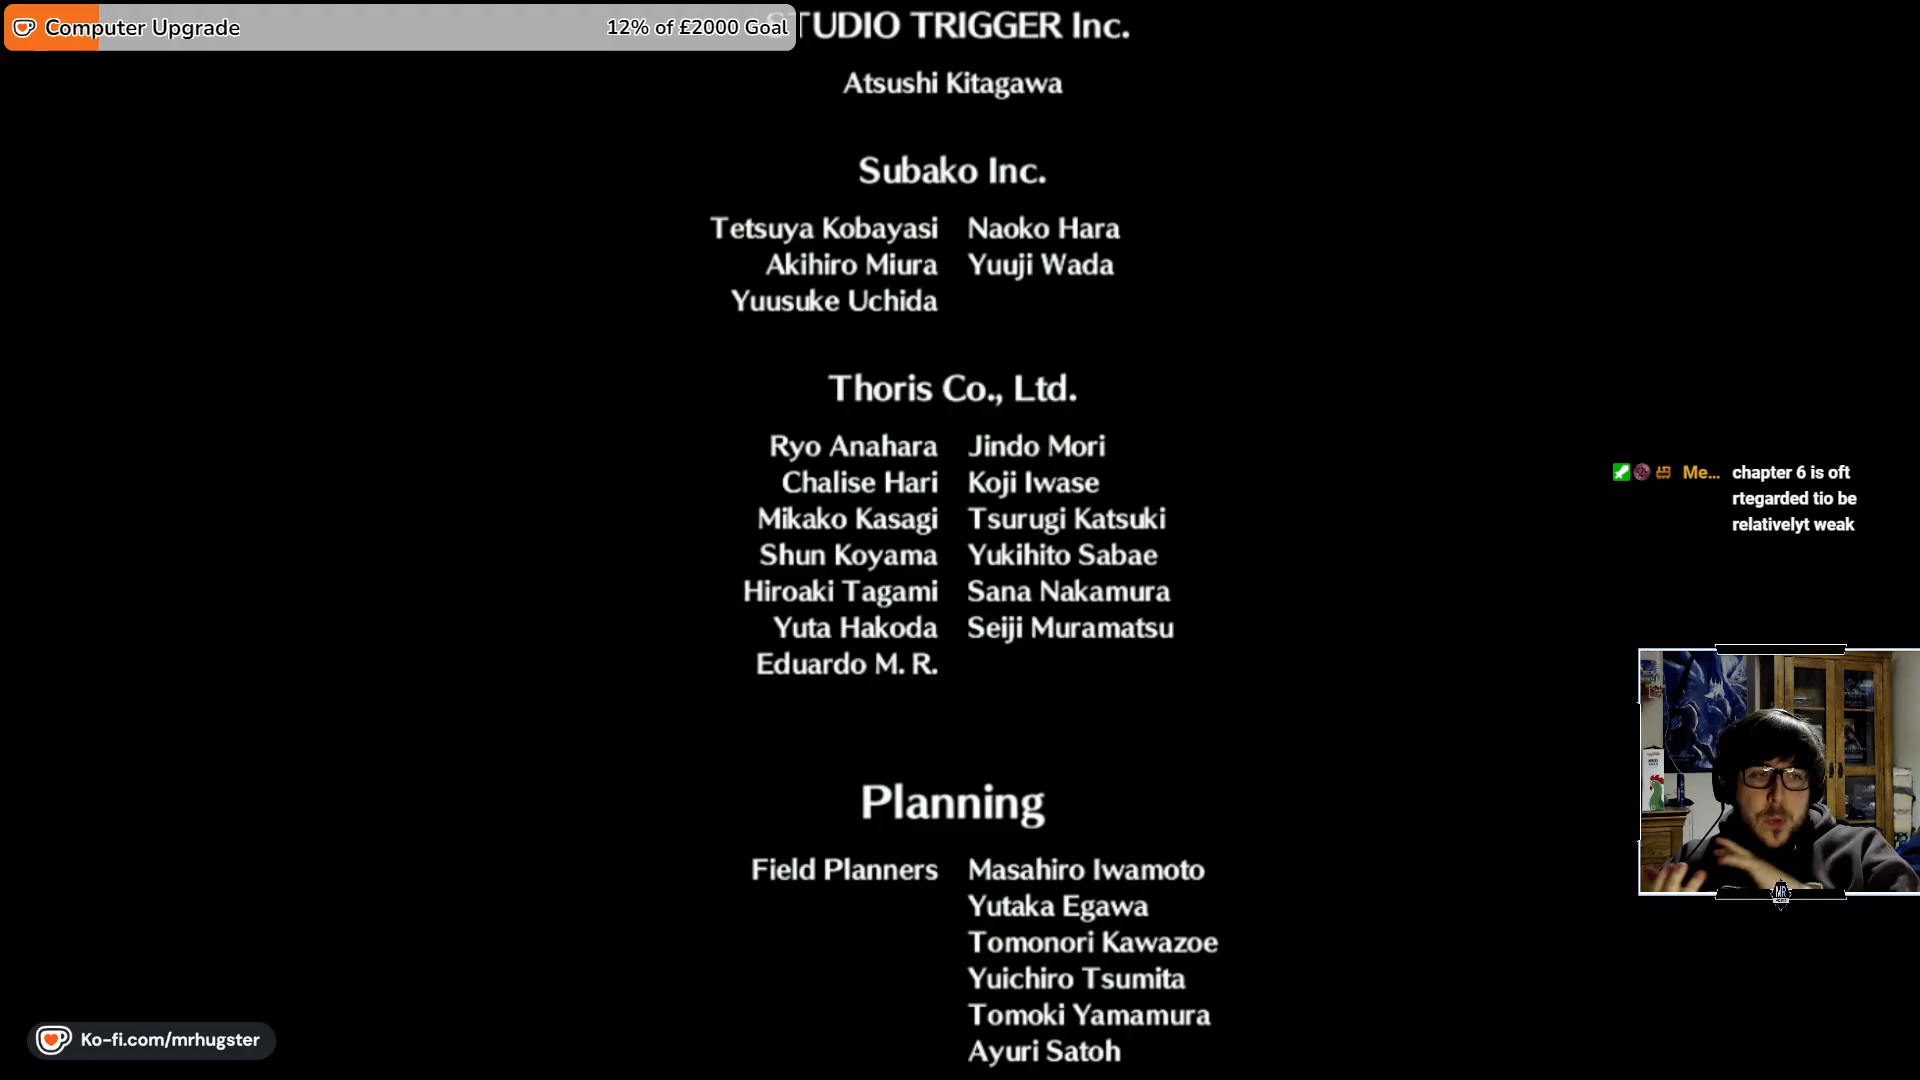 Computer Upgrade 12% of £2000 Goal
TUDIO TRIGGER Inc.
Atsushi Kitagawa
Subako Inc.
Tetsuya Kobayasi Naoko Hara
Akihiro Miura Yuuji Wada
Yuusuke Uchida
Thoris Co., Ltd.
Ryo Anahara Jindo Mori
Chalise Hari Koji Iwase
Mikako Kasagi Tsurugi Katsuki
Shun Koyama Yukihito Sabae
Hiroaki Tagami Sana Nakamura
Yuta Hakoda Seiji Muramatsu
Eduardo M. R.
Planning
Field Planners Masahiro Iwamoto
Yutaka Egawa
Tomonori Kawazoe
Yuichiro Tsumita
Tomoki Yamamura
Ayuri Satoh
Me... chapter 6 is oft
rtegarded tio be
relativelyt weak
MR
Ko-fi.com/mrhugster